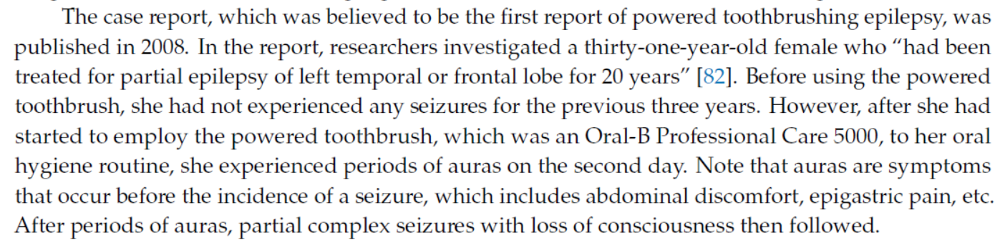 The case report, which was believed to be the first report of powered toothbrushing epilepsy, was
published in 2008. In the report, researchers investigated a thirty-one-year-old female who “had been
treated for partial epilepsy of left temporal or frontal lobe for 20 years” [82]. Before using the powered
toothbrush, she had not experienced any seizures for the previous three years. However, after she had
started to employ the powered toothbrush, which was an Oral-B Professional Care 5000, to her oral
hygiene routine, she experienced periods of auras on the second day. Note that auras are symptoms
that occur before the incidence of a seizure, which includes abdominal discomfort, epigastric pain, etc.
After periods of auras, partial complex seizures with loss of consciousness then followed.